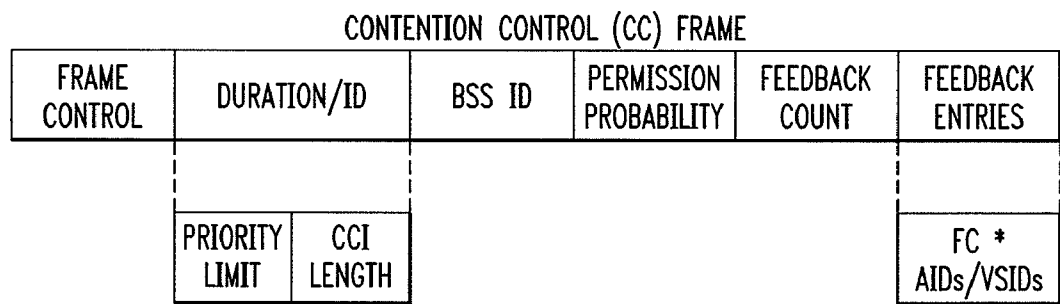 CONTENTION CONTROL (CC) FRAME
FRAME CONTROL
DURATION/ID
BSS ID
PERMISSION PROBABILITY
FEEDBACK COUNT
FEEDBACK ENTRIES
PRIORITY LIMIT
CCI LENGTH
FC * AIDs/VSIDs